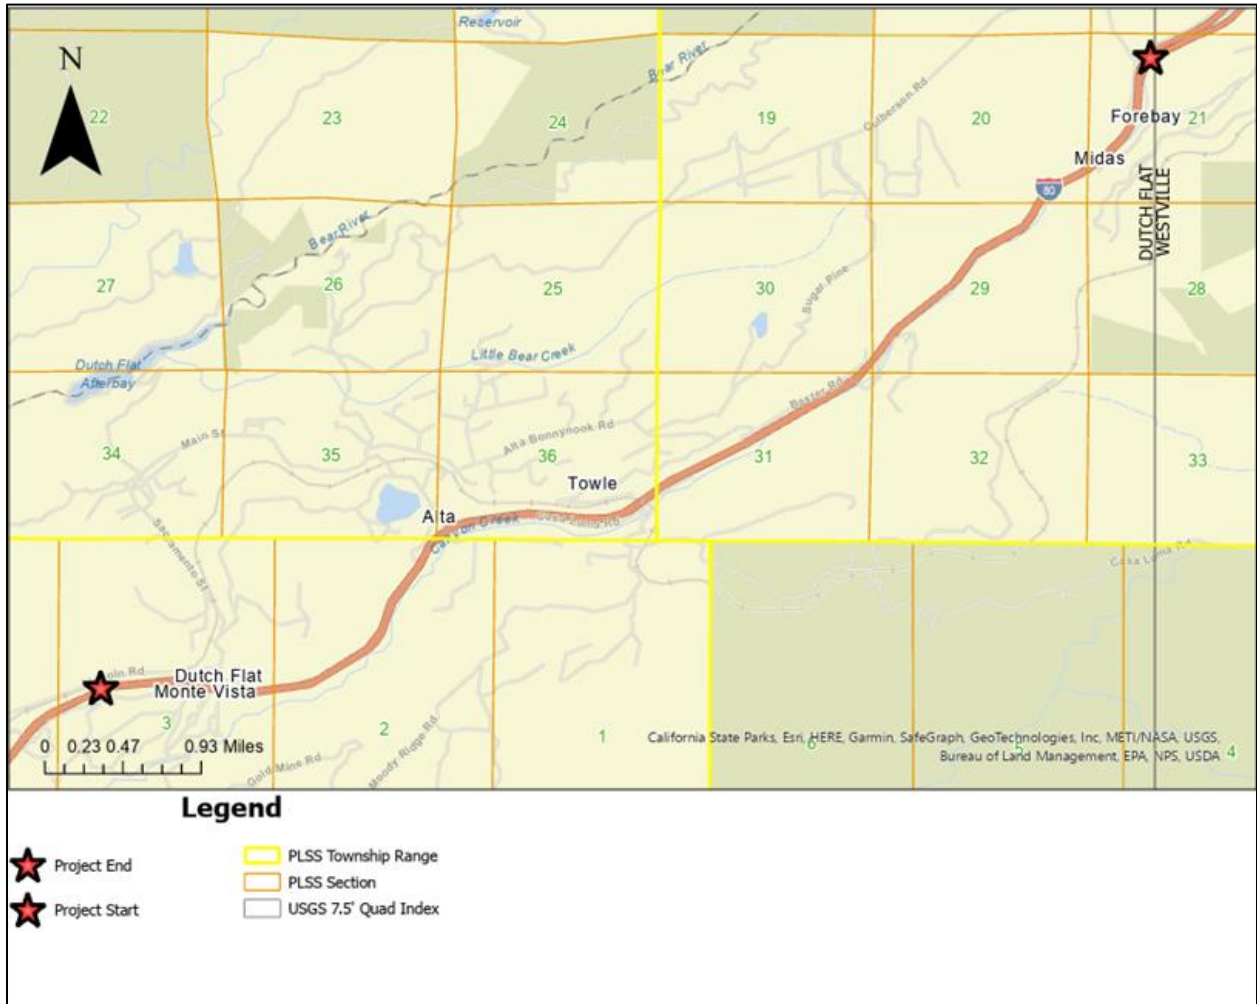 Reservoir
N
Bear River
22
23
24
19
20
21
Culberson Rd
Forebay
Midas
80
DUTCH FLAT
WESTVILLE
Bear River
27
26
25
30
29
28
Sugar Pine
Dutch Flat
Afterbay
Little Bear Creek
Baxter Rd
Main St
Alta Bonnynook Rd
34
35
36
31
32
33
Towle
Alta
Canyon Creek
Casa Loma Rd
Sacramento St
Casa Loma Rd
Dutch Flat
Monte Vista
3
2
1
6
5
4
Moody Ridge Rd
Gold Mine Rd
0 0.23 0.47 0.93 Miles
California State Parks, Esri, HERE, Garmin, SafeGraph, GeoTechnologies, Inc, METI/NASA, USGS,
Bureau of Land Management, EPA, NPS, USDA
Legend
Project End
Project Start
PLSS Township Range
PLSS Section
USGS 7.5' Quad Index